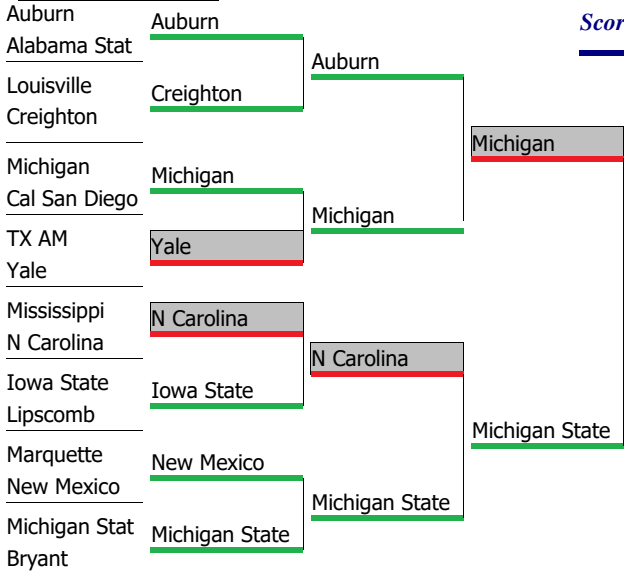 Auburn
Alabama Stat
Louisville
Creighton
Michigan
Cal San Diego
TX AM
Yale
Mississippi
N Carolina
Iowa State
Lipscomb
Marquette
New Mexico
Michigan Stat
Bryant
Auburn
Creighton
Michigan
Yale
N Carolina
Iowa State
New Mexico
Michigan State
Auburn
Michigan
N Carolina
Michigan State
Michigan
Michigan State
Scor